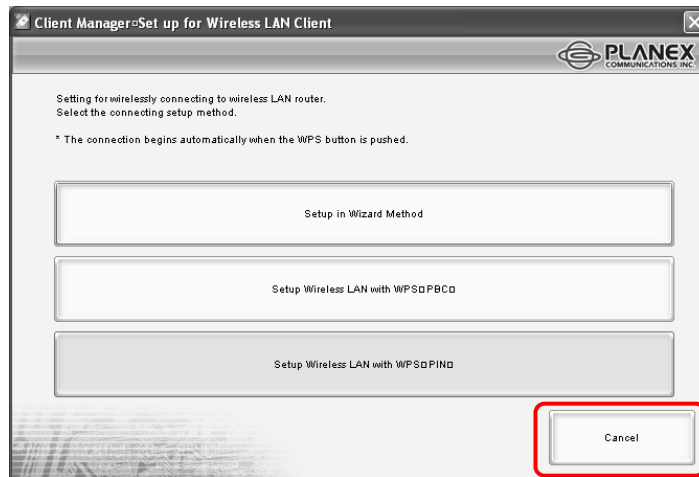 Client Manager▫Set up for Wireless LAN Client
PLANEX
COMMUNICATIONS INC.
Setting for wirelessly connecting to wireless LAN router.
Select the connecting setup method.
* The connection begins automatically when the WPS button is pushed.
Setup in Wizard Method
Setup Wireless LAN with WPS□PBC□
Setup Wireless LAN with WPS□PIN□
Cancel